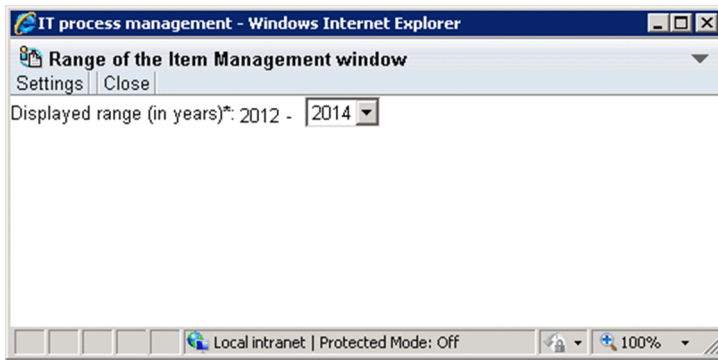 IT process management - Windows Internet Explorer
Range of the Item Management window
Settings Close
Displayed range (in years)*: 2012 - 2014
Local intranet | Protected Mode: Off 100%